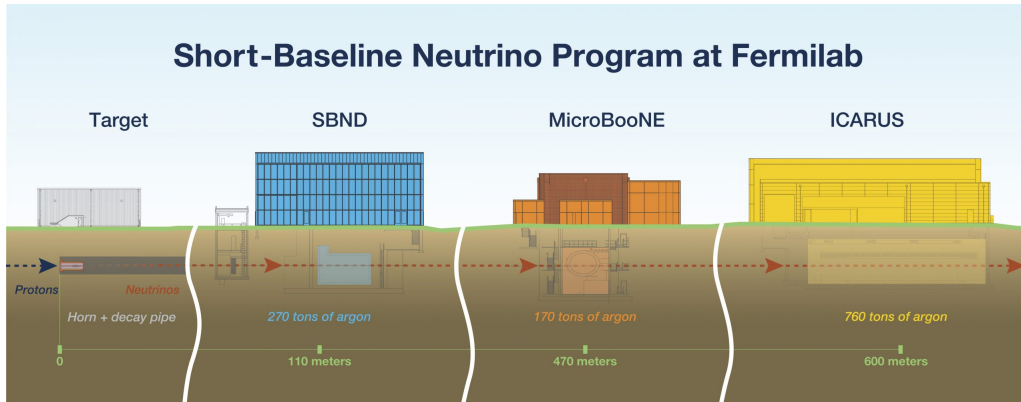 Short-Baseline Neutrino Program at Fermilab
Target
SBND
MicroBooNE
ICARUS
Protons
Neutrinos
Horn + decay pipe
270 tons of argon
170 tons of argon
760 tons of argon
0
110 meters
470 meters
600 meters